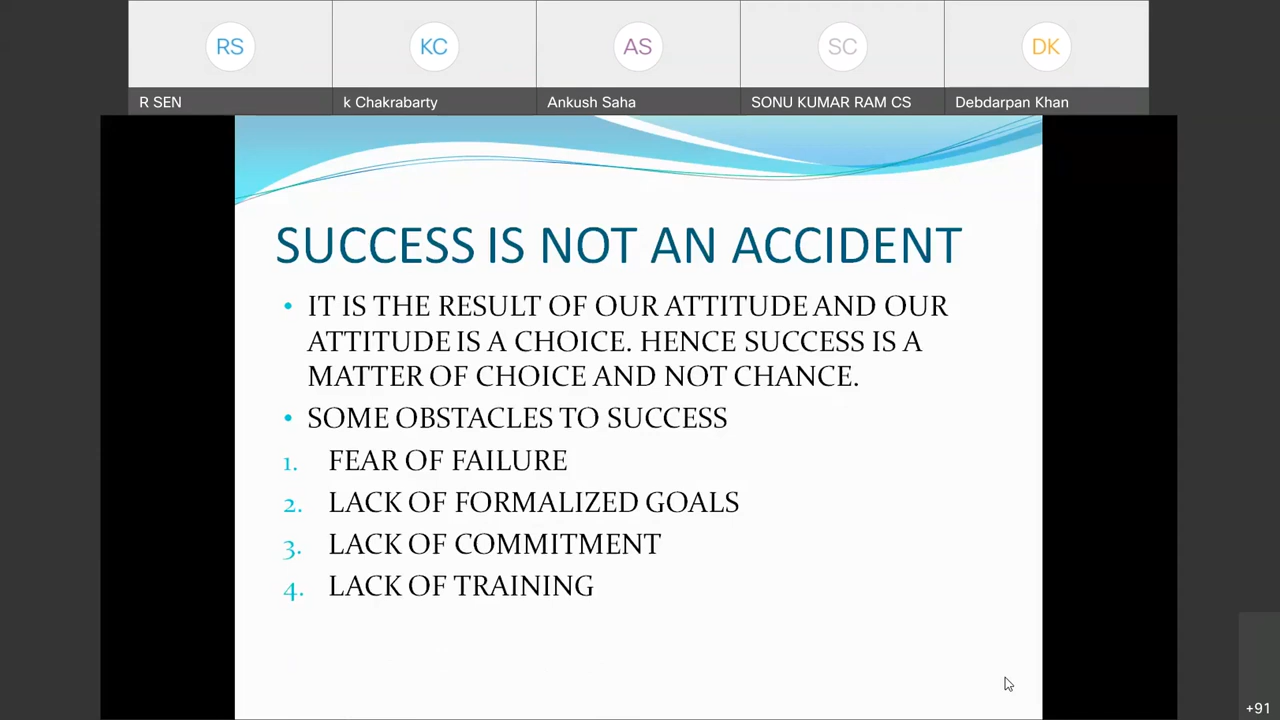 RS
KC
AS
SC
DK
R SEN
k Chakrabarty
Ankush Saha
SONU KUMAR RAM CS
Debdarpan Khan
SUCCESS IS NOT AN ACCIDENT
• IT IS THE RESULT OF OUR ATTITUDE AND OUR
ATTITUDE IS A CHOICE. HENCE SUCCESS IS A
MATTER OF CHOICE AND NOT CHANCE.
• SOME OBSTACLES TO SUCCESS
1. FEAR OF FAILURE
2. LACK OF FORMALIZED GOALS
3. LACK OF COMMITMENT
4. LACK OF TRAINING
+91